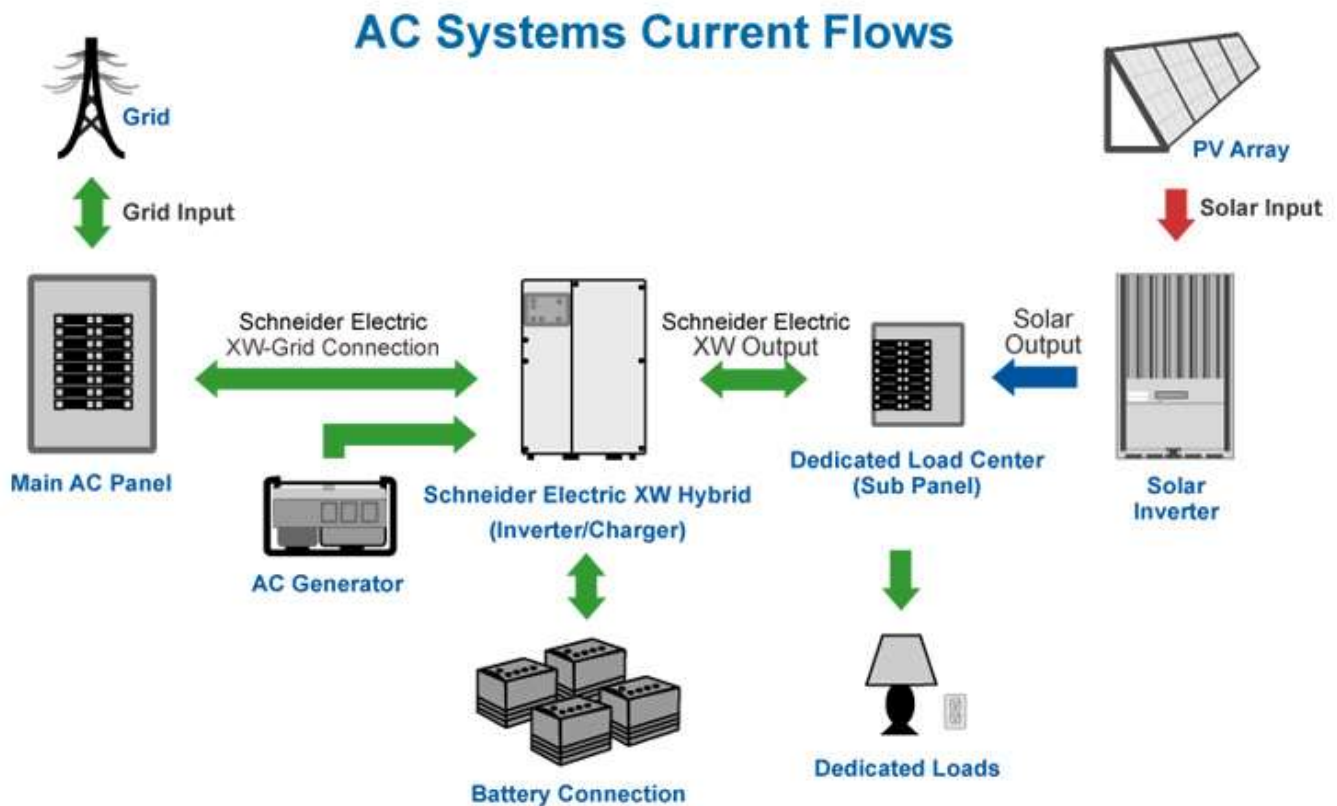 AC Systems Current Flows
Grid
PV Array
Grid Input
Solar Input
Schneider Electric
XW-Grid Connection
Schneider Electric
XW Output
Solar
Output
Main AC Panel
Schneider Electric XW Hybrid
(Inverter/Charger)
Dedicated Load Center
(Sub Panel)
Solar
Inverter
AC Generator
Battery Connection
Dedicated Loads